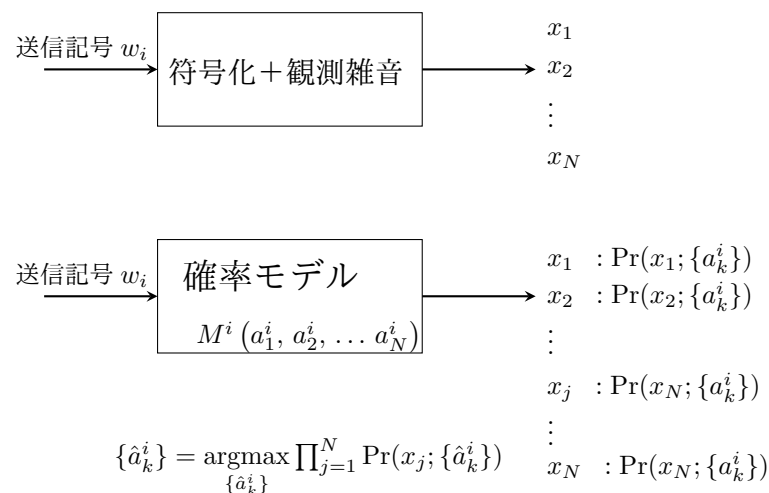 送信記号 w_i
符号化＋観測雑音
x_1
x_2
⋮
x_N
送信記号 w_i
確率モデル
M^i (a_1^i, a_2^i, … a_N^i)
x_1 : Pr(x_1; {a_k^i})
x_2 : Pr(x_2; {a_k^i})
⋮
x_j : Pr(x_N; {a_k^i})
⋮
x_N : Pr(x_N; {a_k^i})
{â_k^i} = argmax_{{â_k^i}} ∏_{j=1}^N Pr(x_j; {â_k^i})